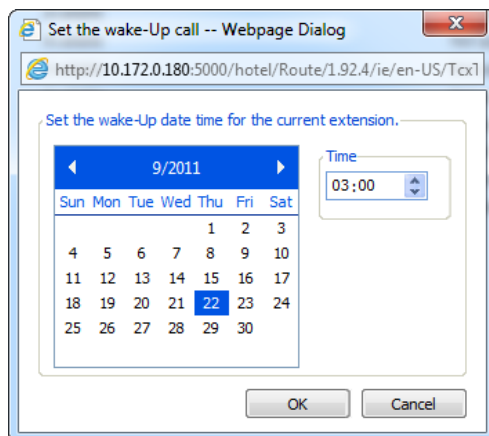 Set the wake-Up call -- Webpage Dialog
http://10.172.0.180:5000/hotel/Route/1.92.4/ie/en-US/Tcx1
Set the wake-Up date time for the current extension.
9/2011
Sun Mon Tue Wed Thu Fri Sat
1 2 3
4 5 6 7 8 9 10
11 12 13 14 15 16 17
18 19 20 21 22 23 24
25 26 27 28 29 30
Time
03:00
OK Cancel